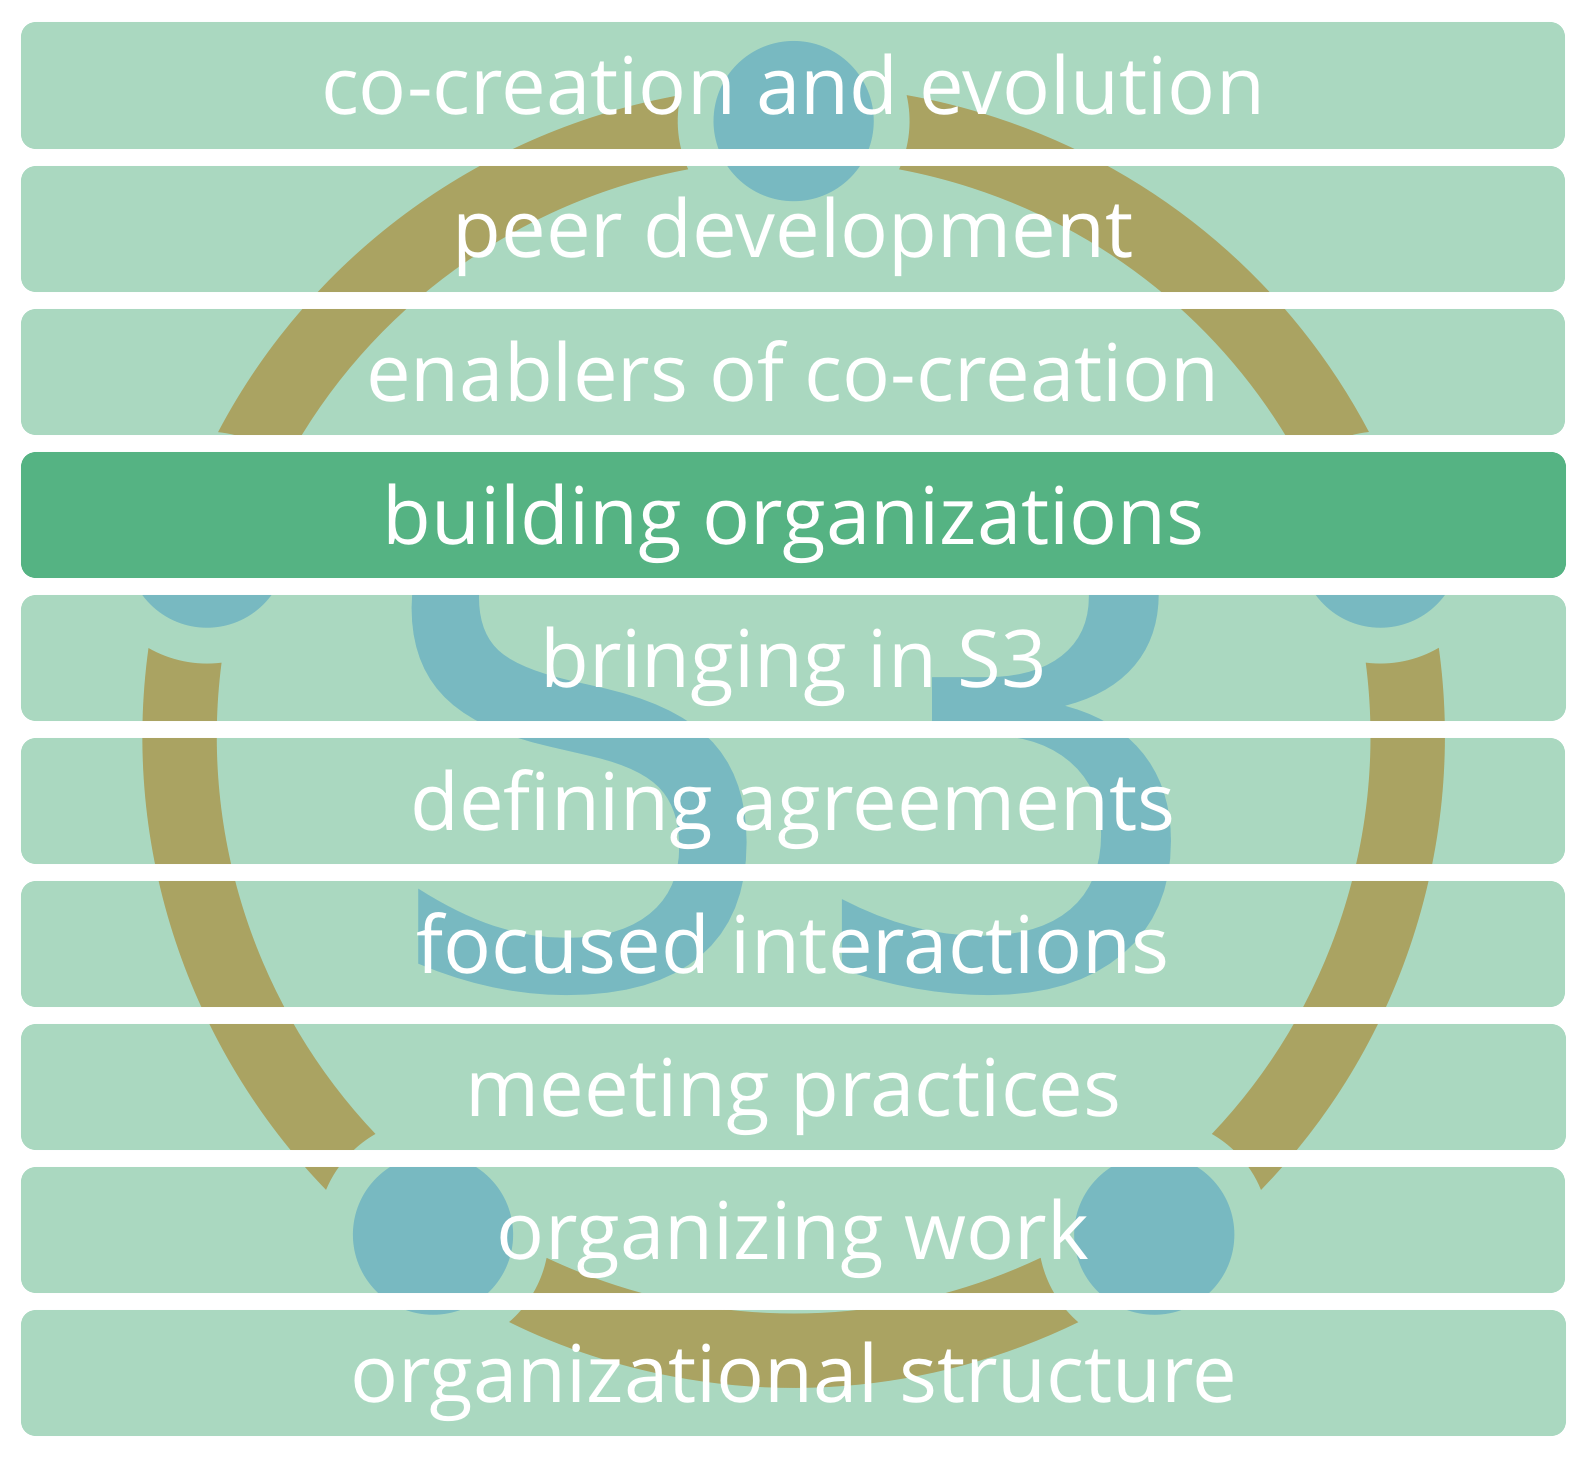 co-creation and evolution
peer development
enablers of co-creation
building organizations
bringing in S3
defining agreements
focused interactions
meeting practices
organizing work
organizational structure
S3